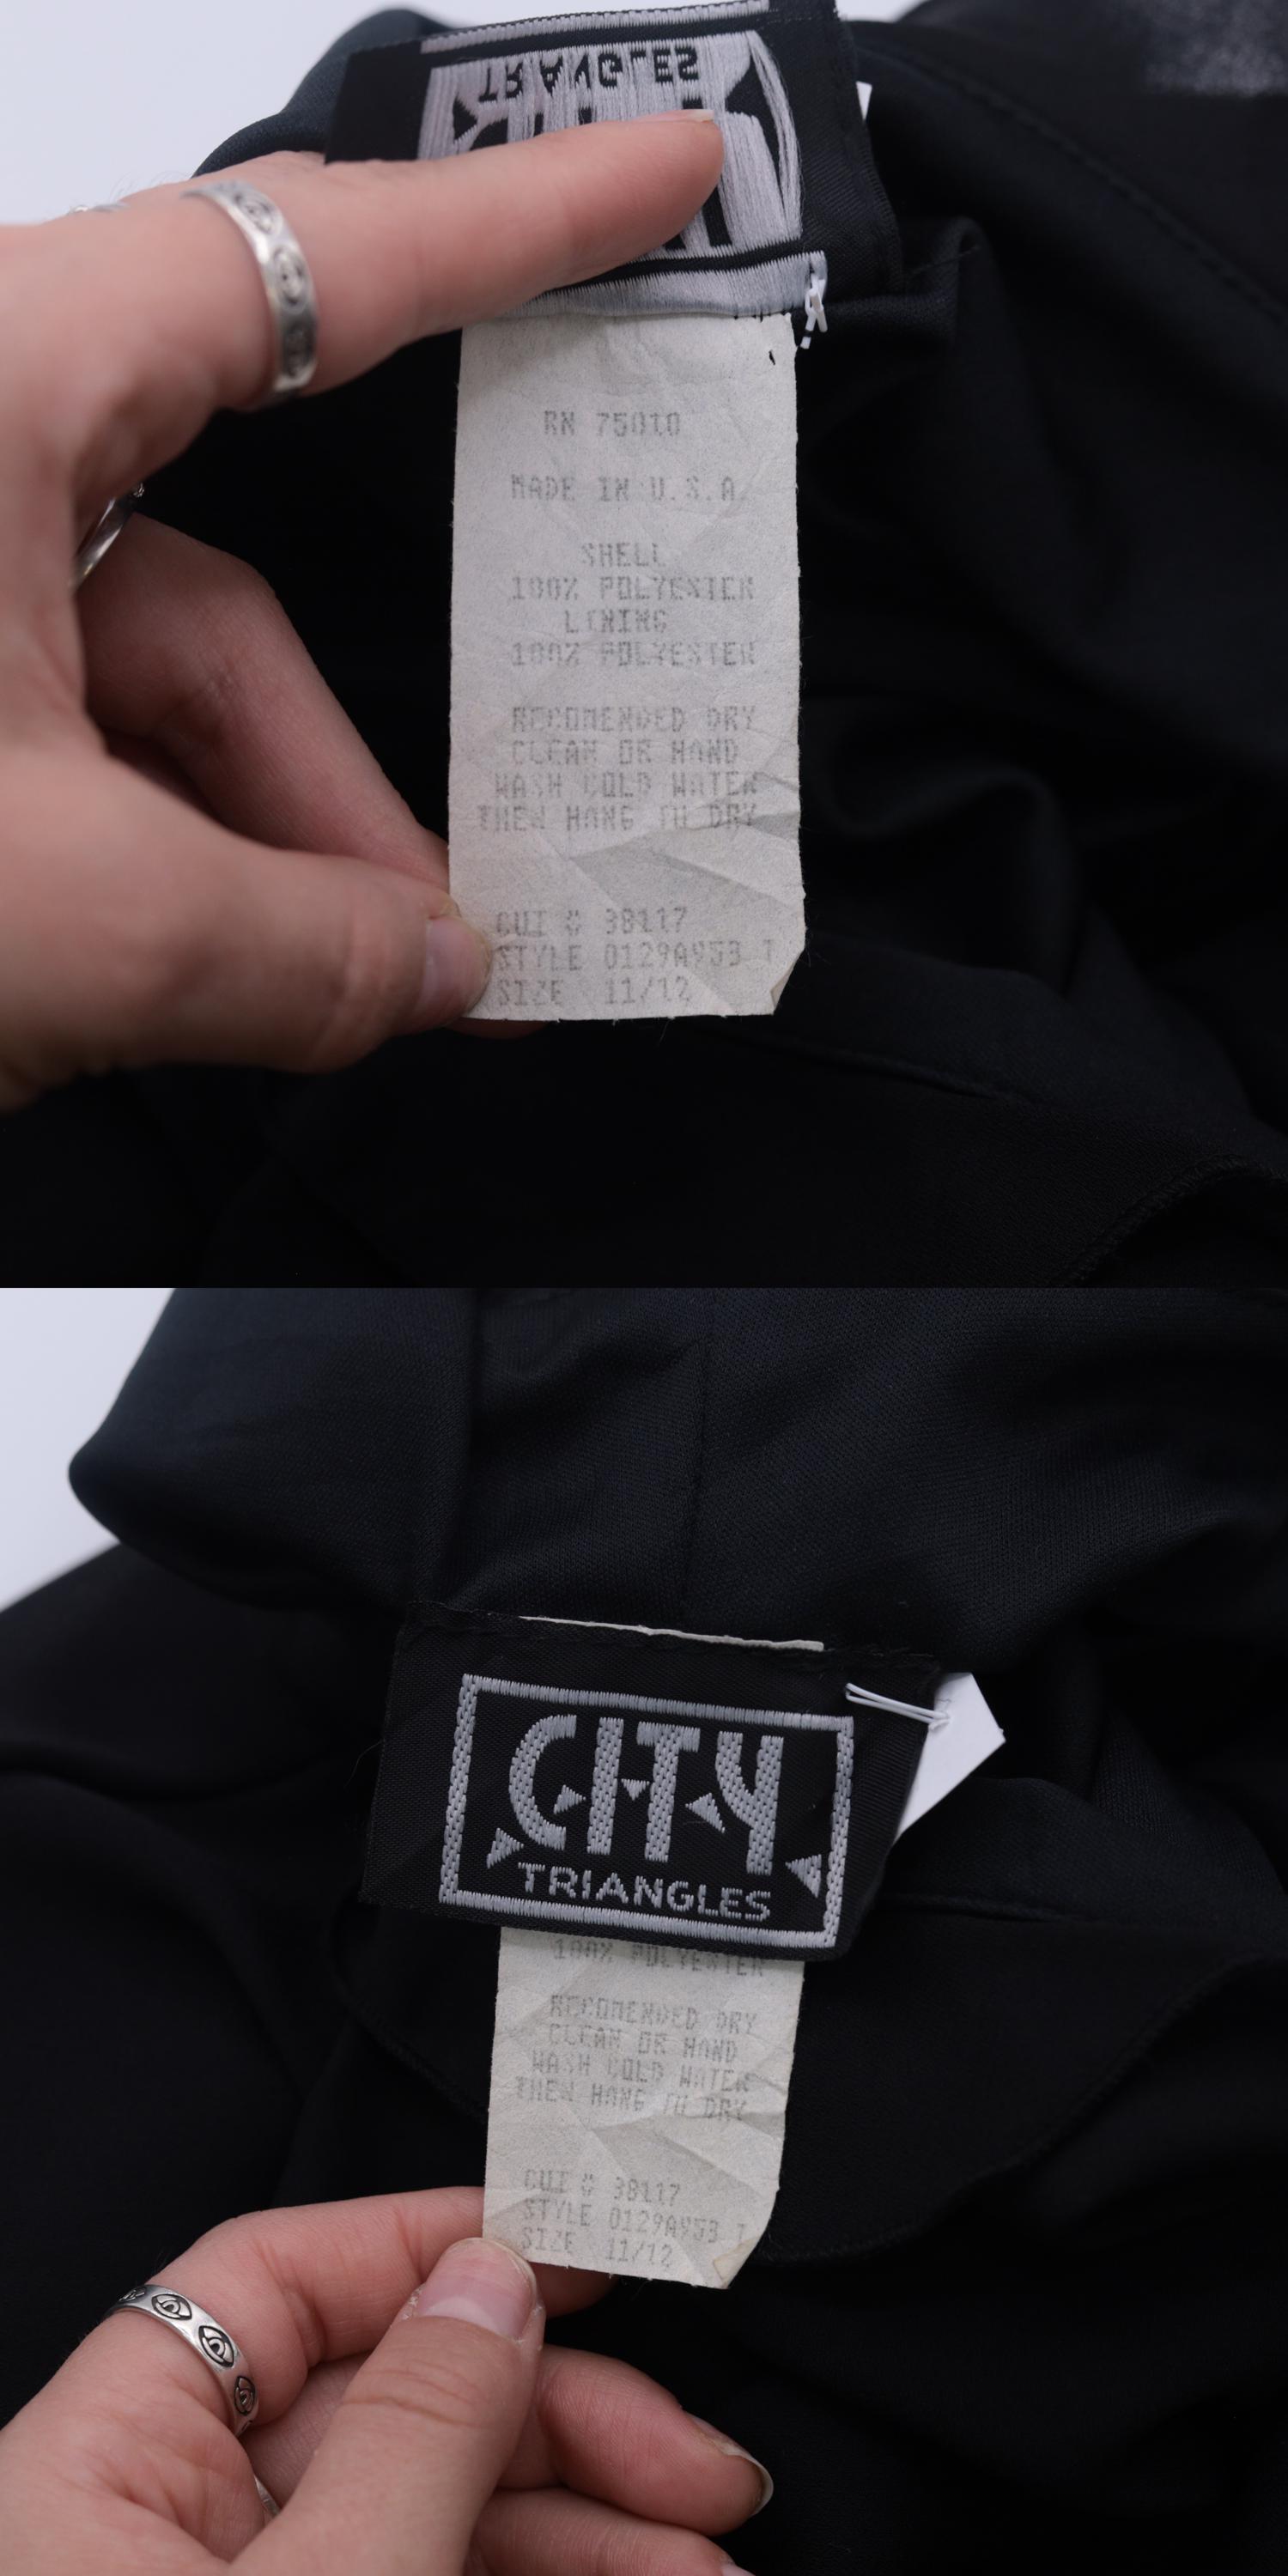 TRIANGLES
RN 75010
MADE IN U.S.A.
SHELL
100% POLYESTER
LINING
100% POLYESTER
RECOMENDED DRY
CLEAN OR HAND
WASH COLD WATER
THEN HANG TO DRY
CUT # 38117
STYLE 0129A953 T
SIZE 11/12
CITY
TRIANGLES
100% POLYESTER
RECOMENDED DRY
CLEAN OR HAND
WASH COLD WATER
THEN HANG TO DRY
CUT # 38117
STYLE 0129A953 T
SIZE 11/12